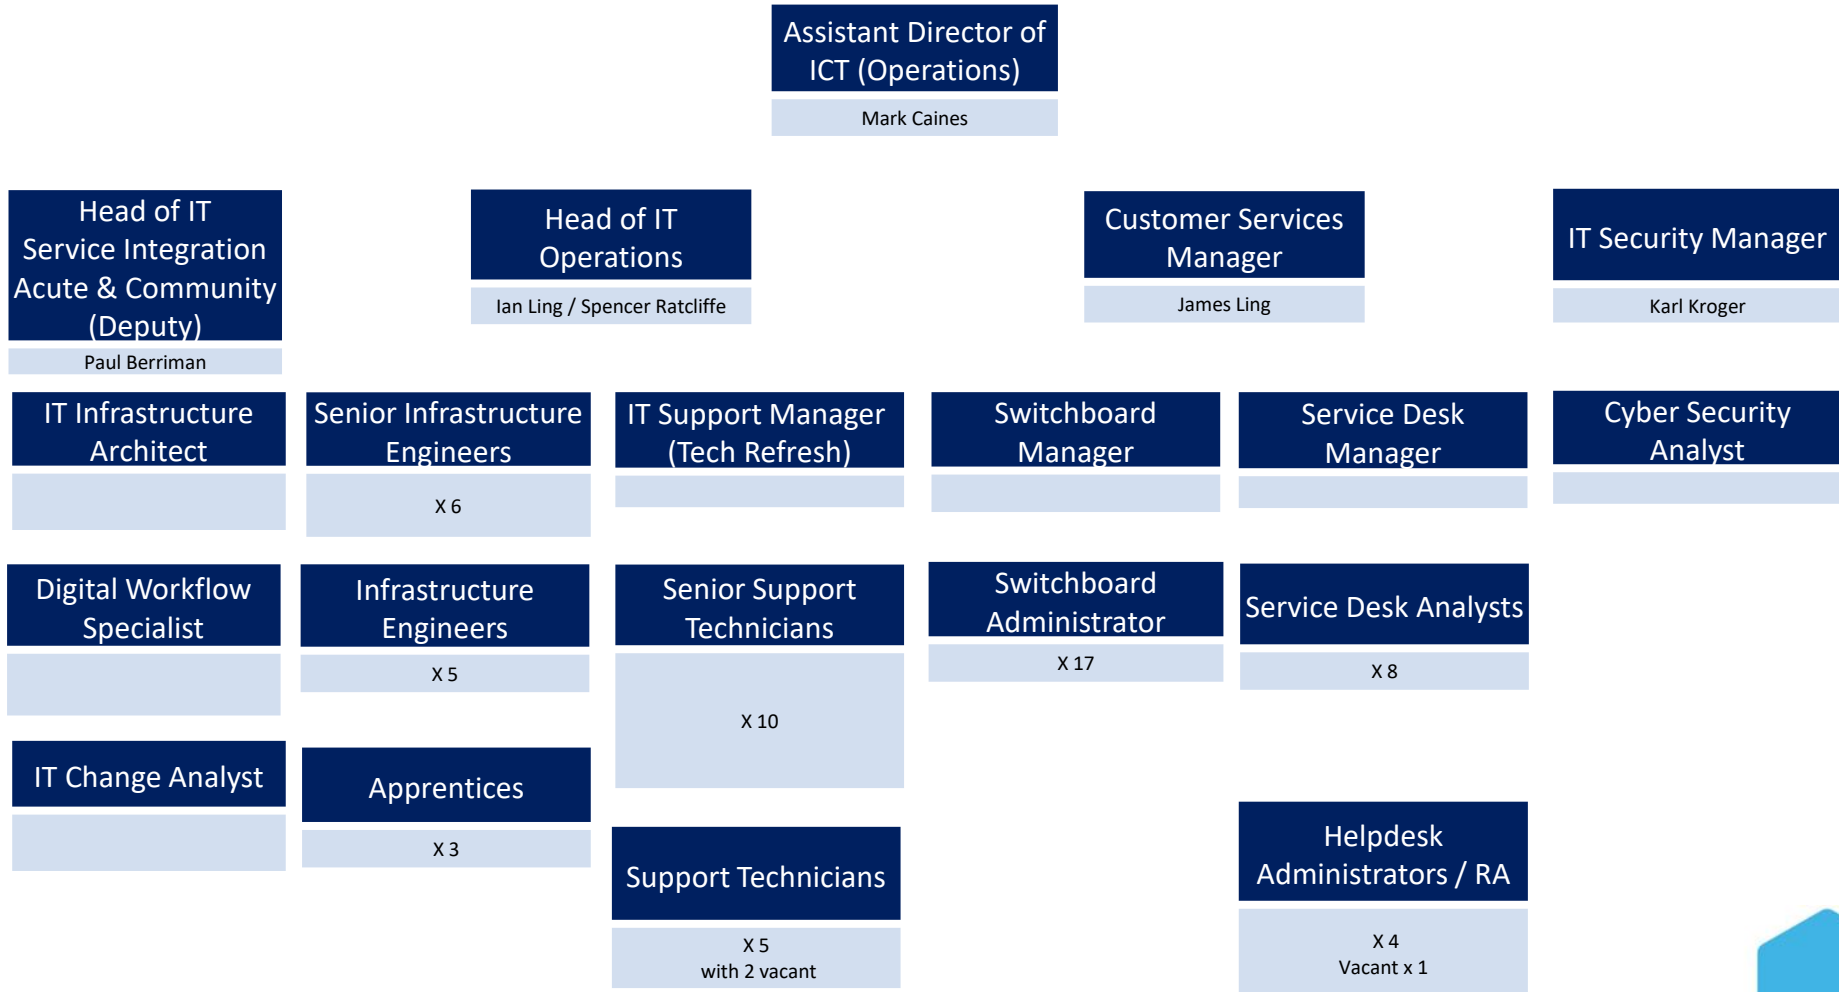 Assistant Director of
ICT (Operations)
Mark Caines
Head of IT
Service Integration
Acute & Community
(Deputy)
Paul Berriman
Head of IT
Operations
Ian Ling / Spencer Ratcliffe
Customer Services
Manager
James Ling
IT Security Manager
Karl Kroger
IT Infrastructure
Architect
Senior Infrastructure
Engineers
X 6
IT Support Manager
(Tech Refresh)
Switchboard
Manager
Service Desk
Manager
Cyber Security
Analyst
Digital Workflow
Specialist
Infrastructure
Engineers
X 5
Senior Support
Technicians
X 10
Switchboard
Administrator
X 17
Service Desk Analysts
X 8
IT Change Analyst
Apprentices
X 3
Support Technicians
X 5
with 2 vacant
Helpdesk
Administrators / RA
X 4
Vacant x 1